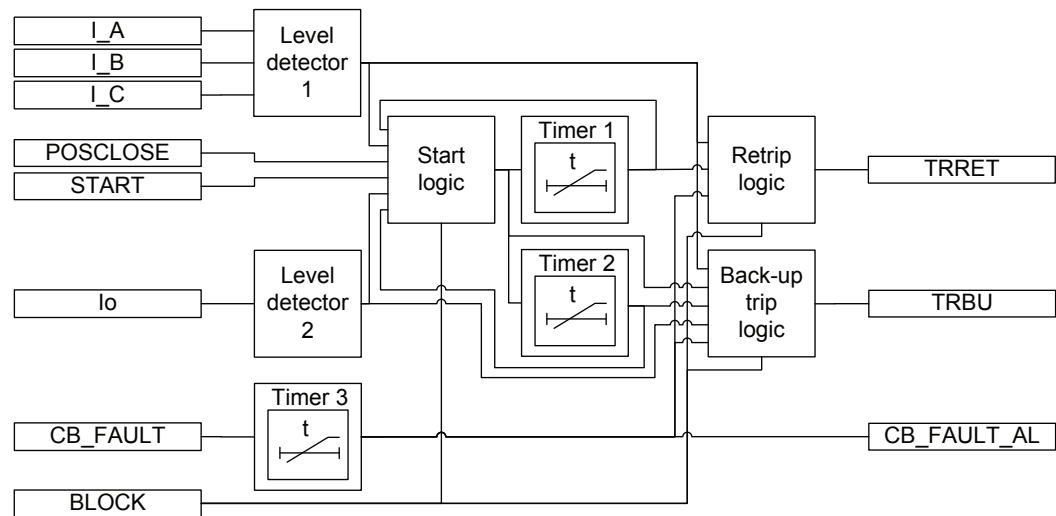 I_A
I_B
I_C
Level
detector
1
POSCLOSE
START
Start
logic
Timer 1
t
Retrip
logic
TRRET
Io
Level
detector
2
Timer 2
t
Back-up
trip
logic
TRBU
CB_FAULT
Timer 3
t
CB_FAULT_AL
BLOCK